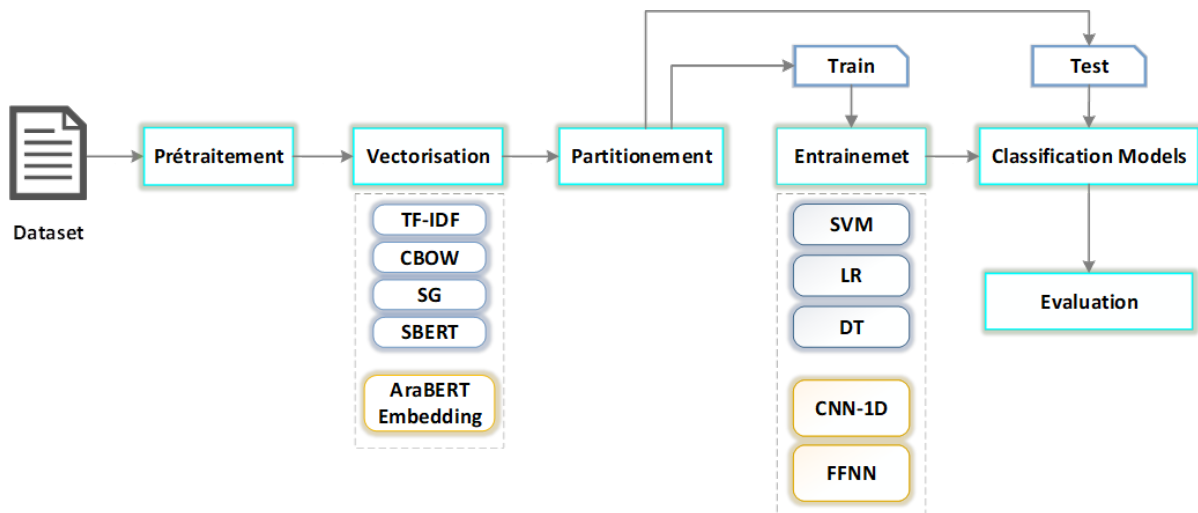 Train
Test
Prétraitement
Vectorisation
Partitionement
Entrainemet
Classification Models
Dataset
TF-IDF
CBOW
SG
SBERT
AraBERT
Embedding
SVM
LR
DT
CNN-1D
FFNN
Evaluation